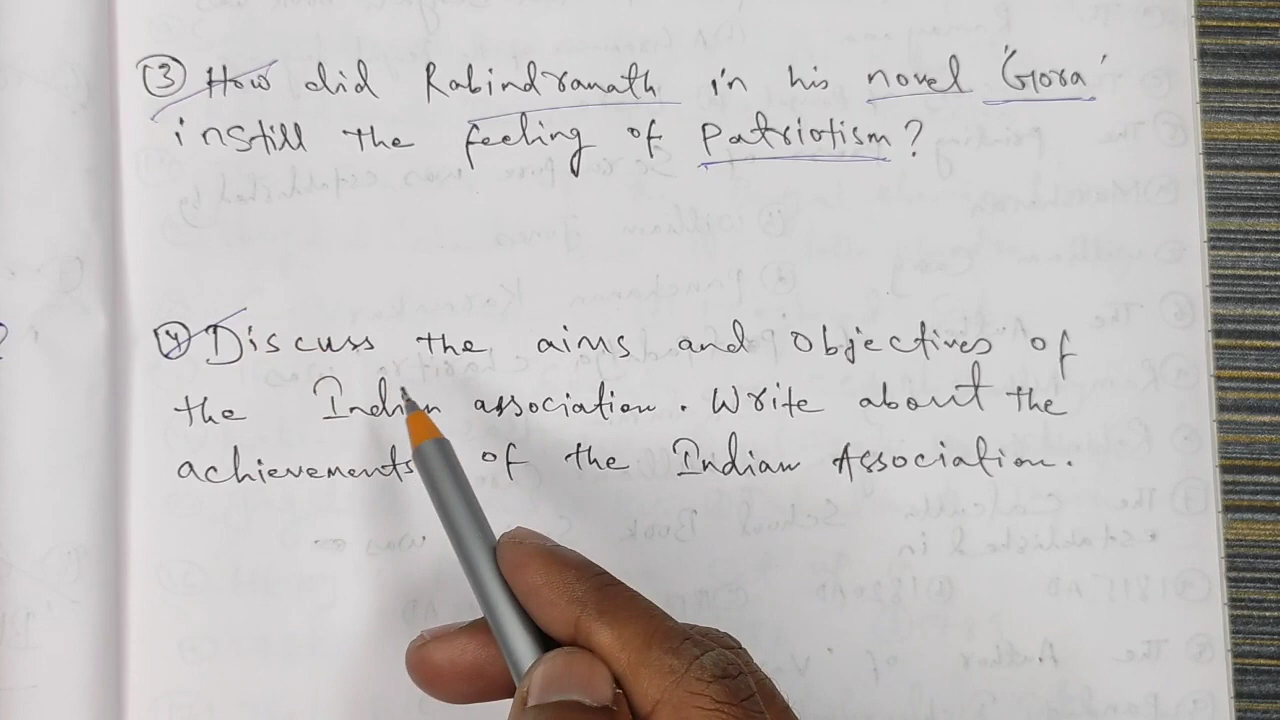 ③ How did Rabindranath in his novel 'Gora'
instill the feeling of Patriotism?
④ Discuss the aims and objectives of
the Indian association. Write about the
achievements of the Indian Association.